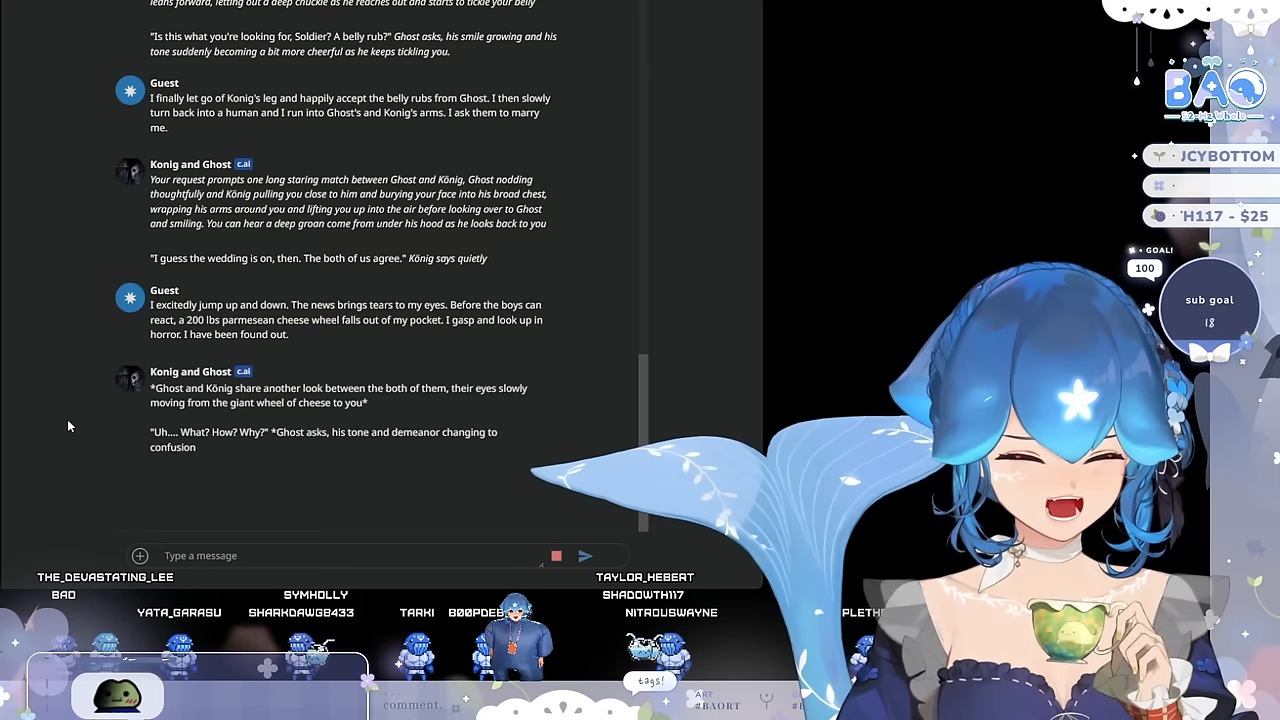 leans forward, letting out a deep chuckle as he reaches out and starts to tickle your belly
"Is this what you're looking for, Soldier? A belly rub?" Ghost asks, his smile growing and his
tone suddenly becoming a bit more cheerful as he keeps tickling you.
Guest
I finally let go of Konig's leg and happily accept the belly rubs from Ghost. I then slowly
turn back into a human and I run into Ghost's and Konig's arms. I ask them to marry
me.
Konig and Ghost c.ai
Your request prompts one long staring match between Ghost and König, Ghost nodding
thoughtfully and König pulling you close to him and burying your face into his broad chest,
wrapping his arms around you and lifting you up into the air before looking over to Ghost
and smiling. You can hear a deep groan come from under his hood as he looks back to you
"I guess the wedding is on, then. The both of us agree." König says quietly
Guest
I excitedly jump up and down. The news brings tears to my eyes. Before the boys can
react, a 200 lbs parmesean cheese wheel falls out of my pocket. I gasp and look up in
horror. I have been found out.
Konig and Ghost c.ai
*Ghost and König share another look between the both of them, their eyes slowly
moving from the giant wheel of cheese to you*
"Uh.... What? How? Why?" *Ghost asks, his tone and demeanor changing to
confusion
Type a message
BAO
52-Hz Whale
JCYBOTTOM
H117 - $25
GOAL!
100
sub goal
18
THE_DEVASTATING_LEE
BAO
YATA_GARASU
SYMHOLLY
SHARKDAWG8433
TARKI
B00PDEB
TAYLOR_HEBERT
SHADOWTH117
NITROUSWAYNE
PLETH
comment.
tags!
ART
#BAORT